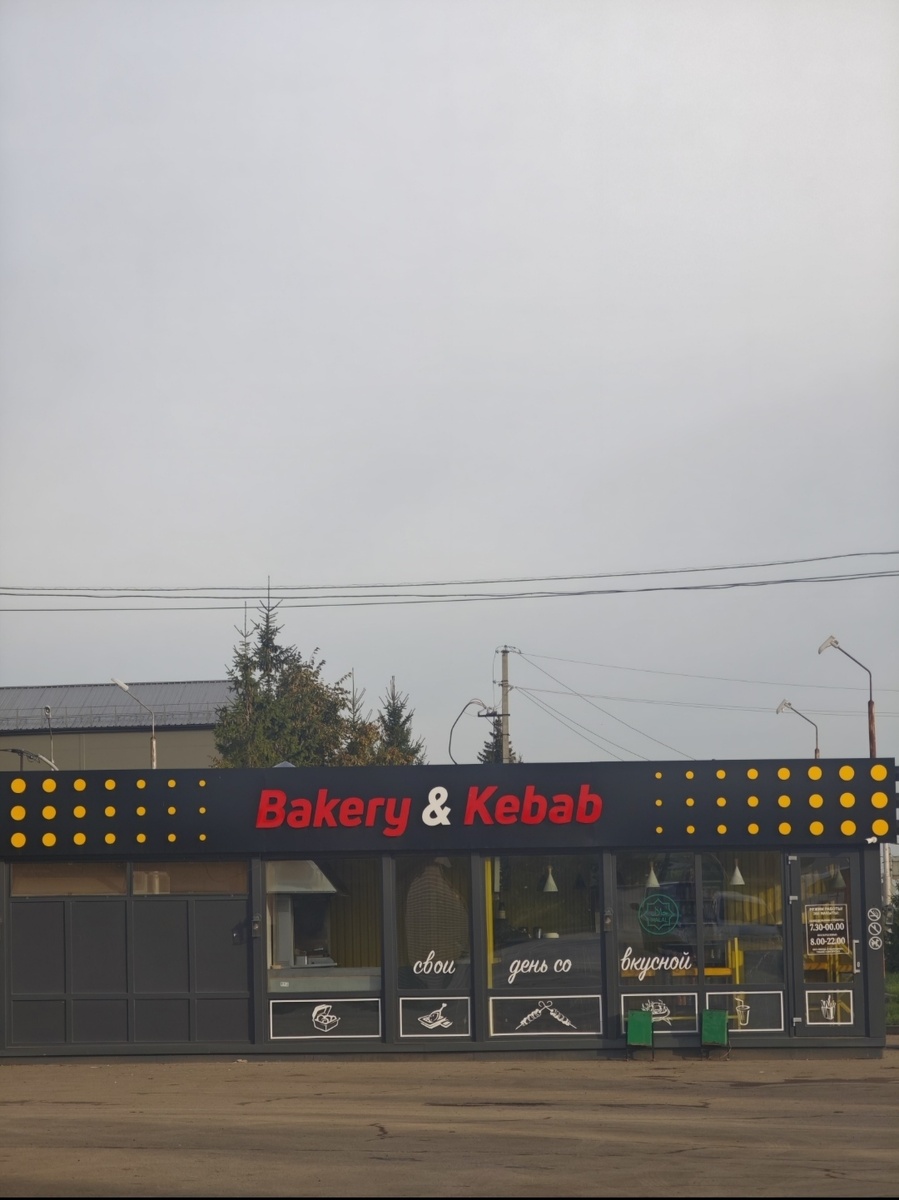 Bakery & Kebab
свои день со вкусной
7.30-00.00
8.00-22.00